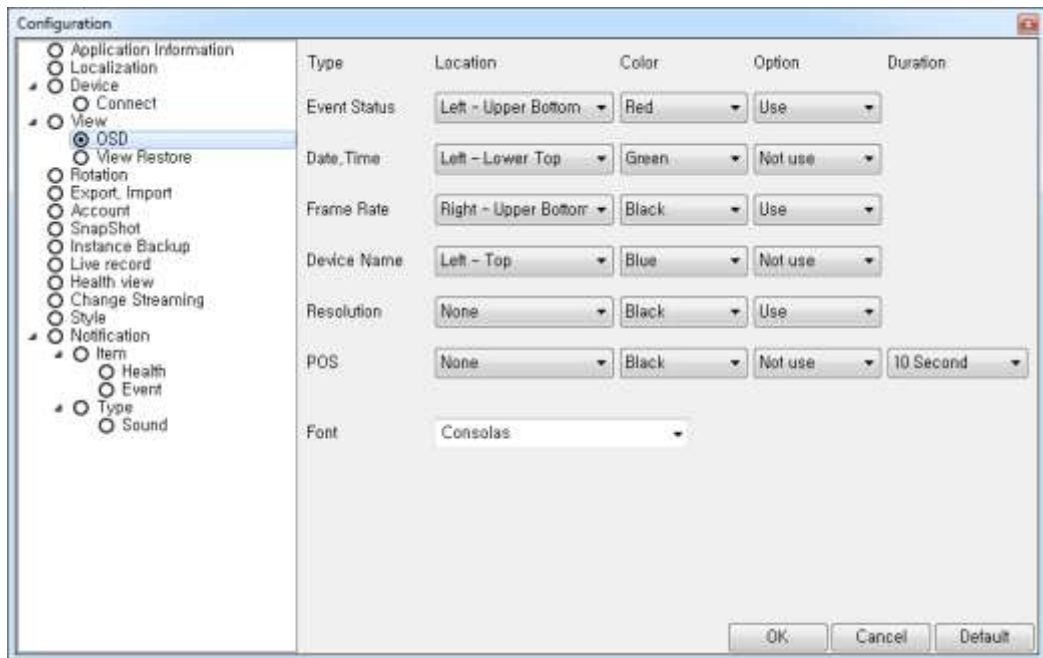 Configuration
Application Information
Localization
Device
Connect
View
OSD
View Restore
Rotation
Export, Import
Account
SnapShot
Instance Backup
Live record
Health view
Change Streaming
Style
Notification
Item
Health
Event
Type
Sound
Type Location Color Option Duration
Event Status Left - Upper Bottom Red Use
Date,Time Left - Lower Top Green Not use
Frame Rate Right - Upper Bottom Black Use
Device Name Left - Top Blue Not use
Resolution None Black Use
POS None Black Not use 10 Second
Font Consolas
OK Cancel Default